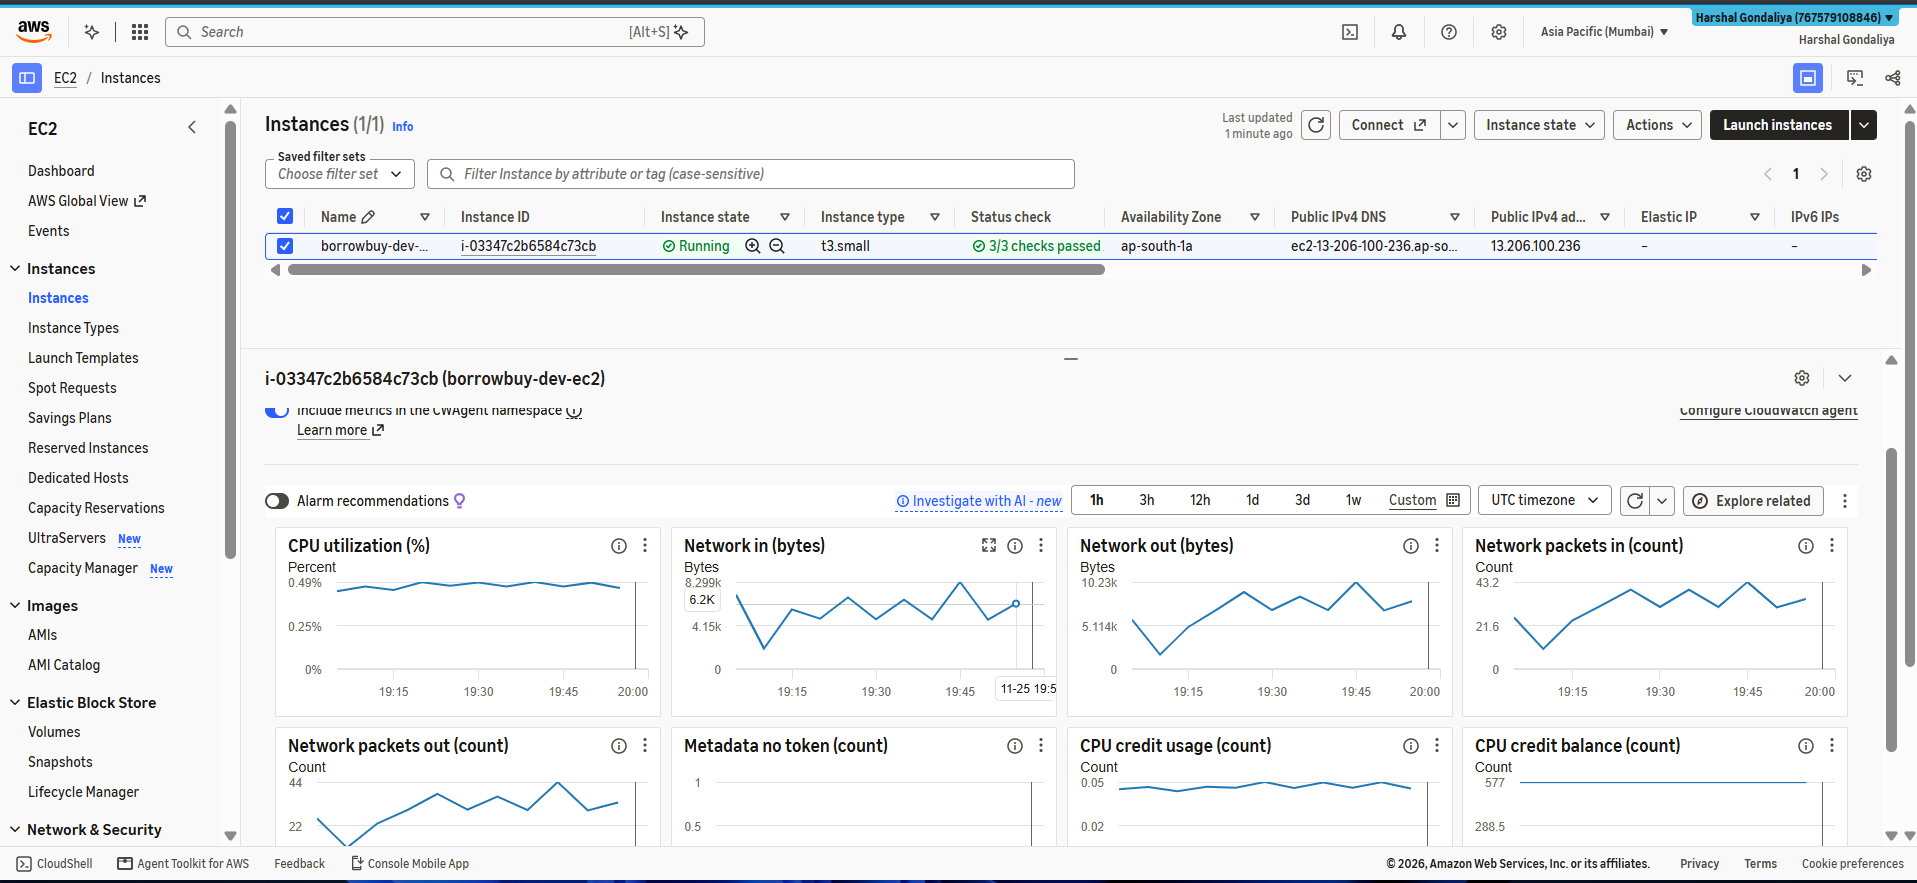 aws
Search
[Alt+S]
Asia Pacific (Mumbai)
Harshal Gondaliya (767579108846)
Harshal Gondaliya
EC2 / Instances
EC2
Dashboard
AWS Global View
Events
Instances
Instances
Instance Types
Launch Templates
Spot Requests
Savings Plans
Reserved Instances
Dedicated Hosts
Capacity Reservations
UltraServers New
Capacity Manager New
Images
AMIs
AMI Catalog
Elastic Block Store
Volumes
Snapshots
Lifecycle Manager
Network & Security
Instances (1/1) Info
Last updated
1 minute ago
Connect
Instance state
Actions
Launch instances
Saved filter sets
Choose filter set
Filter Instance by attribute or tag (case-sensitive)
1
Name Instance ID Instance state Instance type Status check Availability Zone Public IPv4 DNS Public IPv4 ad... Elastic IP IPv6 IPs
borrowbuy-dev-... i-03347c2b6584c73cb Running t3.small 3/3 checks passed ap-south-1a ec2-13-206-100-236.ap-so... 13.206.100.236 – –
i-03347c2b6584c73cb (borrowbuy-dev-ec2)
Include metrics in the CWAgent namespace
Learn more
Configure CloudWatch agent
Alarm recommendations
Investigate with AI - new
1h 3h 12h 1d 3d 1w Custom
UTC timezone
Explore related
CPU utilization (%)
Percent
0.49%
0.25%
0%
19:15 19:30 19:45 20:00
Network in (bytes)
Bytes
8.299k
6.2K
4.15k
0
19:15 19:30 19:45
11-25 19:5
Network out (bytes)
Bytes
10.23k
5.114k
0
19:15 19:30 19:45 20:00
Network packets in (count)
Count
43.2
21.6
0
19:15 19:30 19:45 20:00
Network packets out (count)
Count
44
22
Metadata no token (count)
1
0.5
CPU credit usage (count)
Count
0.05
0.02
CPU credit balance (count)
Count
577
288.5
CloudShell Agent Toolkit for AWS Feedback Console Mobile App
© 2026, Amazon Web Services, Inc. or its affiliates. Privacy Terms Cookie preferences